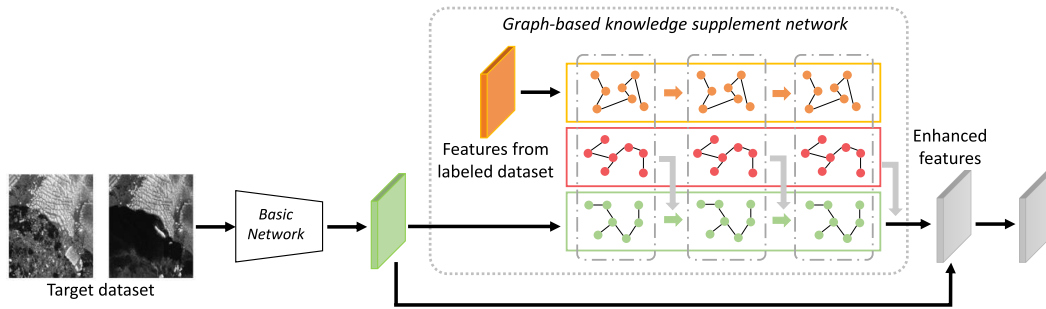 Graph-based knowledge supplement network
Features from
labeled dataset
Enhanced
features
Basic
Network
Target dataset